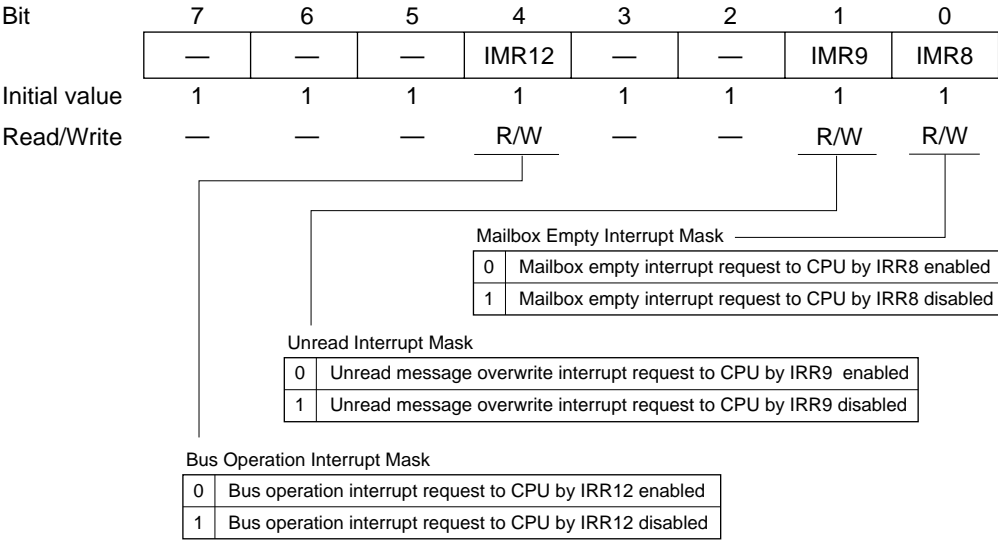 Bit 7 6 5 4 3 2 1 0
— — — IMR12 — — IMR9 IMR8
Initial value 1 1 1 1 1 1 1 1
Read/Write — — — R/W — — R/W R/W
Mailbox Empty Interrupt Mask
0 Mailbox empty interrupt request to CPU by IRR8 enabled
1 Mailbox empty interrupt request to CPU by IRR8 disabled
Unread Interrupt Mask
0 Unread message overwrite interrupt request to CPU by IRR9 enabled
1 Unread message overwrite interrupt request to CPU by IRR9 disabled
Bus Operation Interrupt Mask
0 Bus operation interrupt request to CPU by IRR12 enabled
1 Bus operation interrupt request to CPU by IRR12 disabled